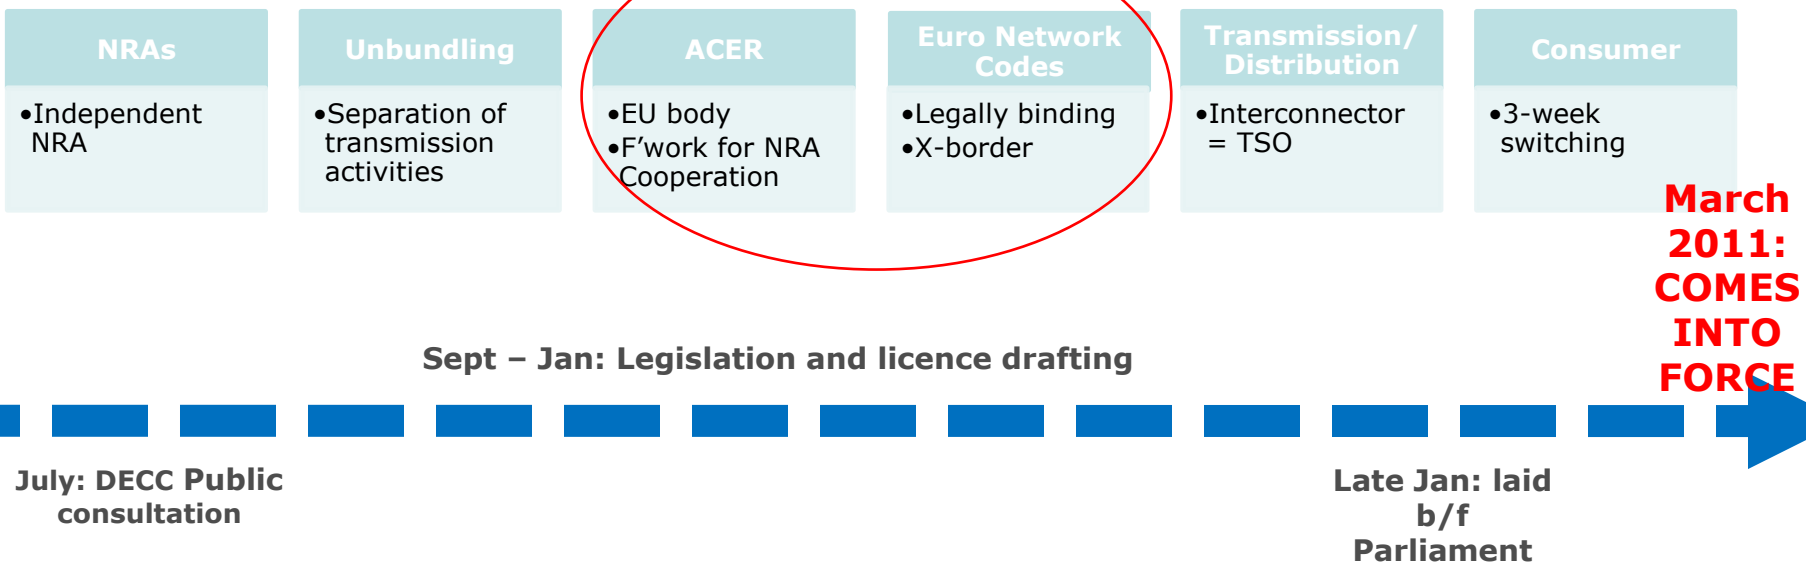 NRAs
•Independent
NRA
Unbundling
•Separation of
transmission
activities
ACER
•EU body
•F’work for NRA
Cooperation
Euro Network
Codes
•Legally binding
•X-border
Transmission/
Distribution
•Interconnector
= TSO
Consumer
•3-week
switching
March
2011:
COMES
INTO
FORCE
Sept – Jan: Legislation and licence drafting
July: DECC Public
consultation
Late Jan: laid
b/f
Parliament